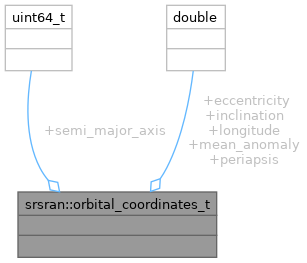 uint64_t
double
+semi_major_axis
+eccentricity
+inclination
+longitude
+mean_anomaly
+periapsis
srsran::orbital_coordinates_t